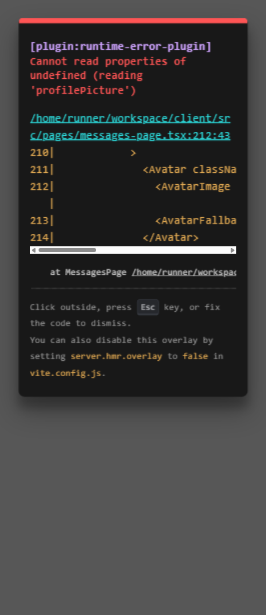 [plugin:runtime-error-plugin]
Cannot read properties of
undefined (reading
'profilePicture')
/home/runner/workspace/client/sr
c/pages/messages-page.tsx:212:43
210|            >
211|              <Avatar classNa
212|                <AvatarImage
   |
213|                <AvatarFallba
214|              </Avatar>
at MessagesPage /home/runner/workspac
Click outside, press Esc key, or fix
the code to dismiss.
You can also disable this overlay by
setting server.hmr.overlay to false in
vite.config.js.